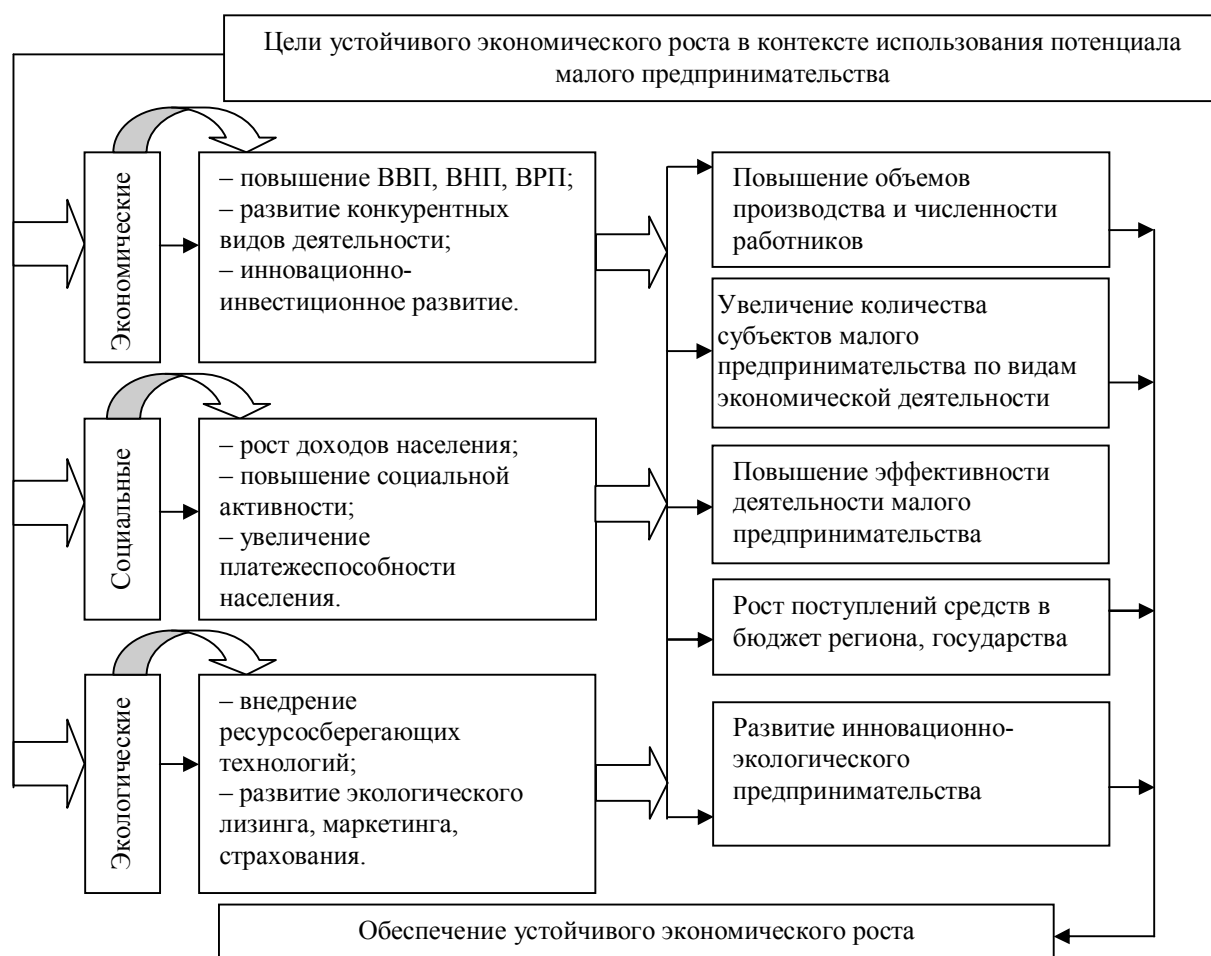 Цели устойчивого экономического роста в контексте использования потенциала
малого предпринимательства
Экономические
– повышение ВВП, ВНП, ВРП;
– развитие конкурентных
видов деятельности;
– инновационно-
инвестиционное развитие.
Социальные
– рост доходов населения;
– повышение социальной
активности;
– увеличение
платежеспособности
населения.
Экологические
– внедрение
ресурсосберегающих
технологий;
– развитие экологического
лизинга, маркетинга,
страхования.
Повышение объемов
производства и численности
работников
Увеличение количества
субъектов малого
предпринимательства по видам
экономической деятельности
Повышение эффективности
деятельности малого
предпринимательства
Рост поступлений средств в
бюджет региона, государства
Развитие инновационно-
экологического
предпринимательства
Обеспечение устойчивого экономического роста